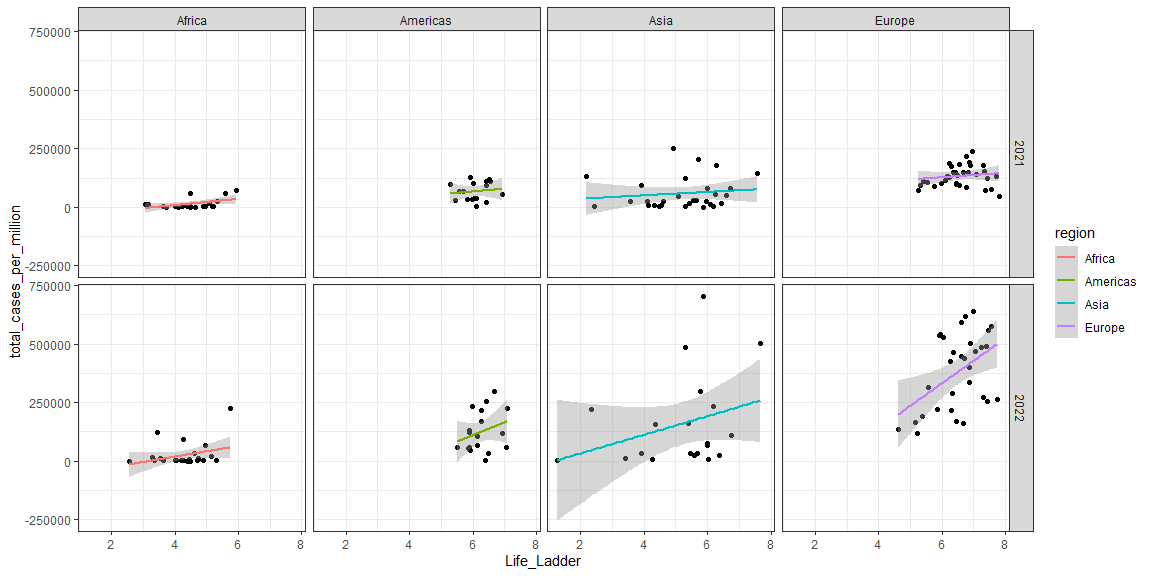 Africa Americas Asia Europe
750000
500000
250000
0
-250000
2021
750000
500000
250000
0
-250000
2022
2 4 6 8 2 4 6 8 2 4 6 8 2 4 6 8
Life_Ladder
total_cases_per_million
region
Africa
Americas
Asia
Europe